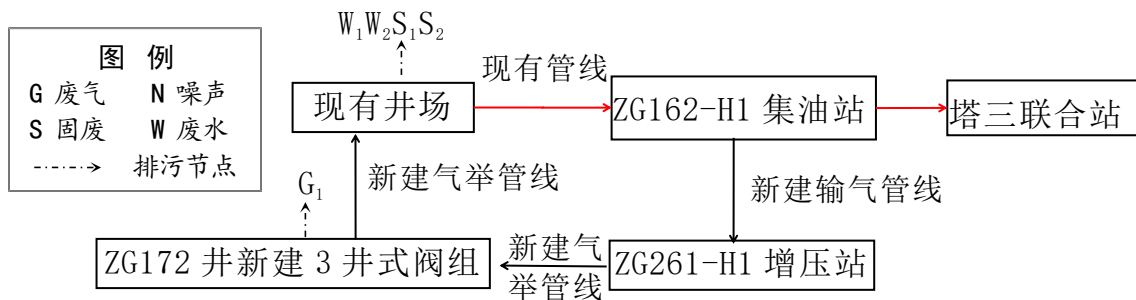 图 例
G 废气 N 噪声
S 固废 W 废水
排污节点
W₁W₂S₁S₂
现有井场
现有管线
ZG162-H1 集油站
塔三联合站
新建气举管线
新建输气管线
G₁
ZG172 井新建 3 井式阀组
新建气
举管线
ZG261-H1 增压站